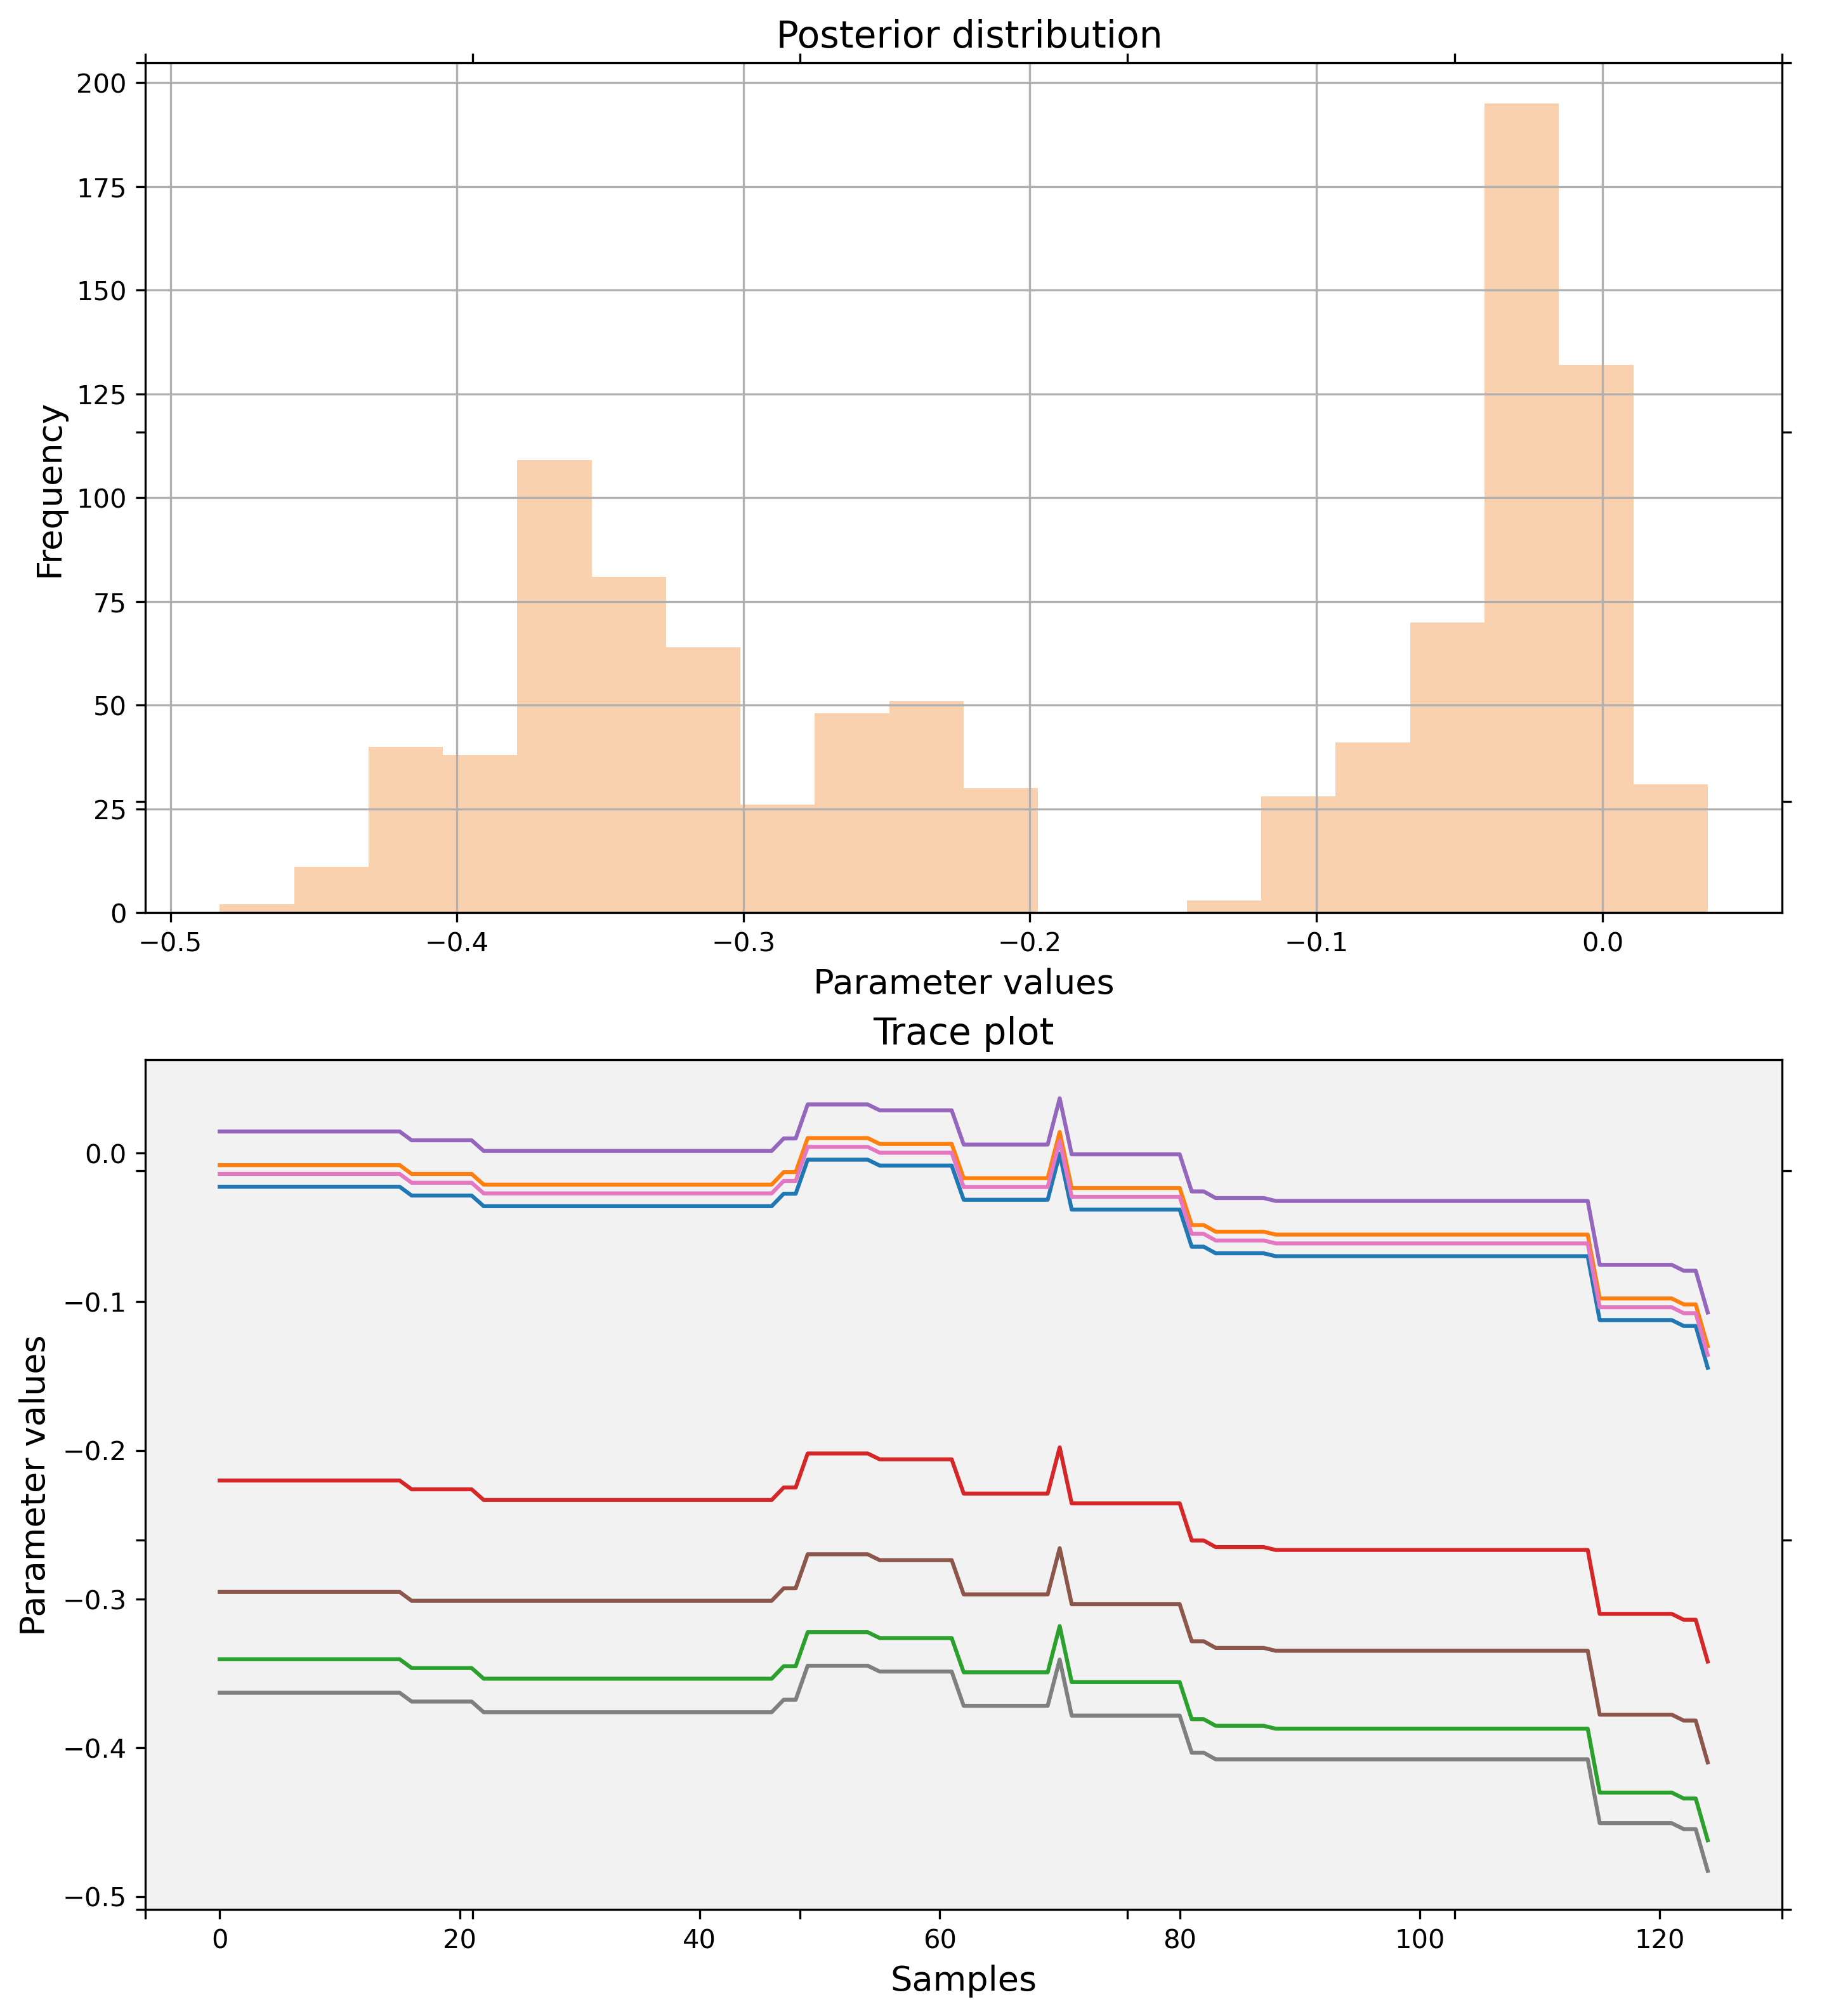 Posterior distribution
200
175
150
125
100
75
50
25
0
Frequency
−0.5 −0.4 −0.3 −0.2 −0.1 0.0
Parameter values
Trace plot
0.0
−0.1
−0.2
−0.3
−0.4
−0.5
Parameter values
0 20 40 60 80 100 120
Samples